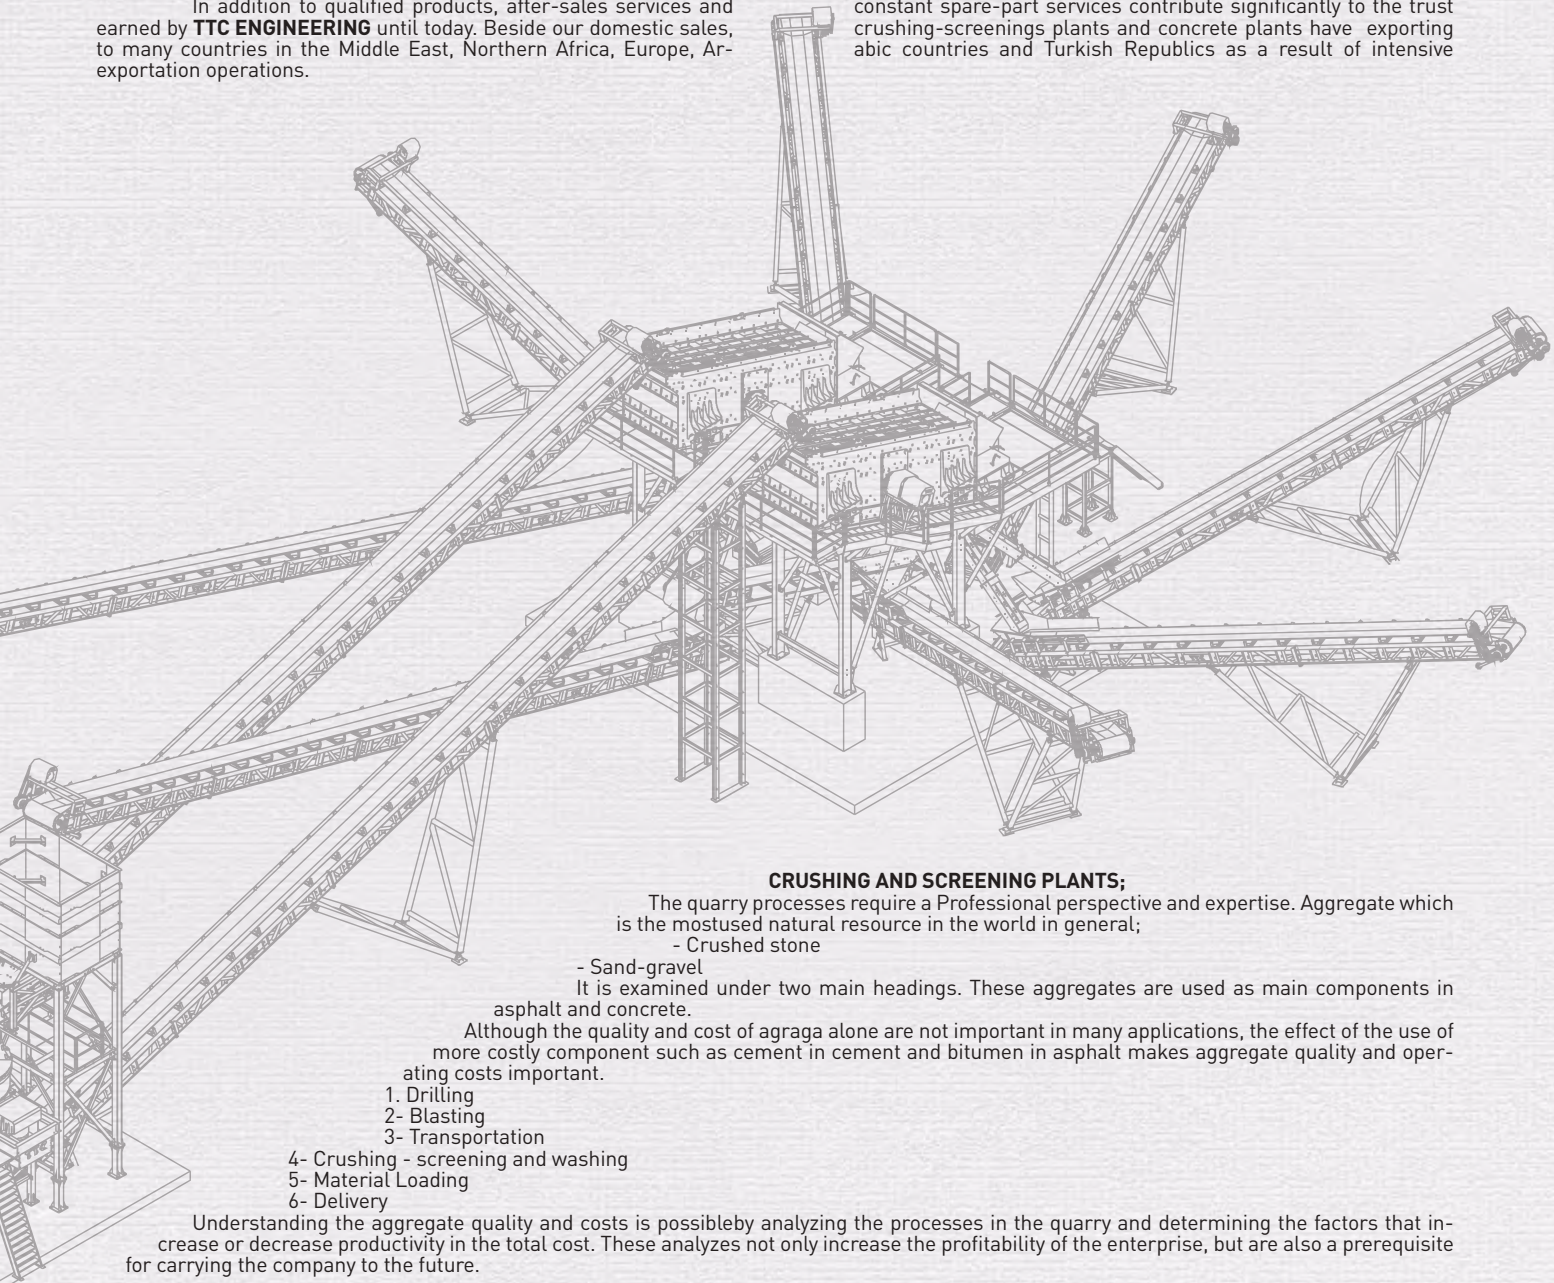 In addition to qualified products, after-sales services and constant spare-part services contribute significantly to the trust
earned by TTC ENGINEERING until today. Beside our domestic sales, crushing-screenings plants and concrete plants have exporting
to many countries in the Middle East, Northern Africa, Europe, Ar- abic countries and Turkish Republics as a result of intensive
exportation operations.
CRUSHING AND SCREENING PLANTS;
The quarry processes require a Professional perspective and expertise. Aggregate which
is the mostused natural resource in the world in general;
- Crushed stone
- Sand-gravel
It is examined under two main headings. These aggregates are used as main components in
asphalt and concrete.
Although the quality and cost of agraga alone are not important in many applications, the effect of the use of
more costly component such as cement in cement and bitumen in asphalt makes aggregate quality and oper-
ating costs important.
1. Drilling
2- Blasting
3- Transportation
4- Crushing - screening and washing
5- Material Loading
6- Delivery
Understanding the aggregate quality and costs is possibleby analyzing the processes in the quarry and determining the factors that in-
crease or decrease productivity in the total cost. These analyzes not only increase the profitability of the enterprise, but are also a prerequisite
for carrying the company to the future.